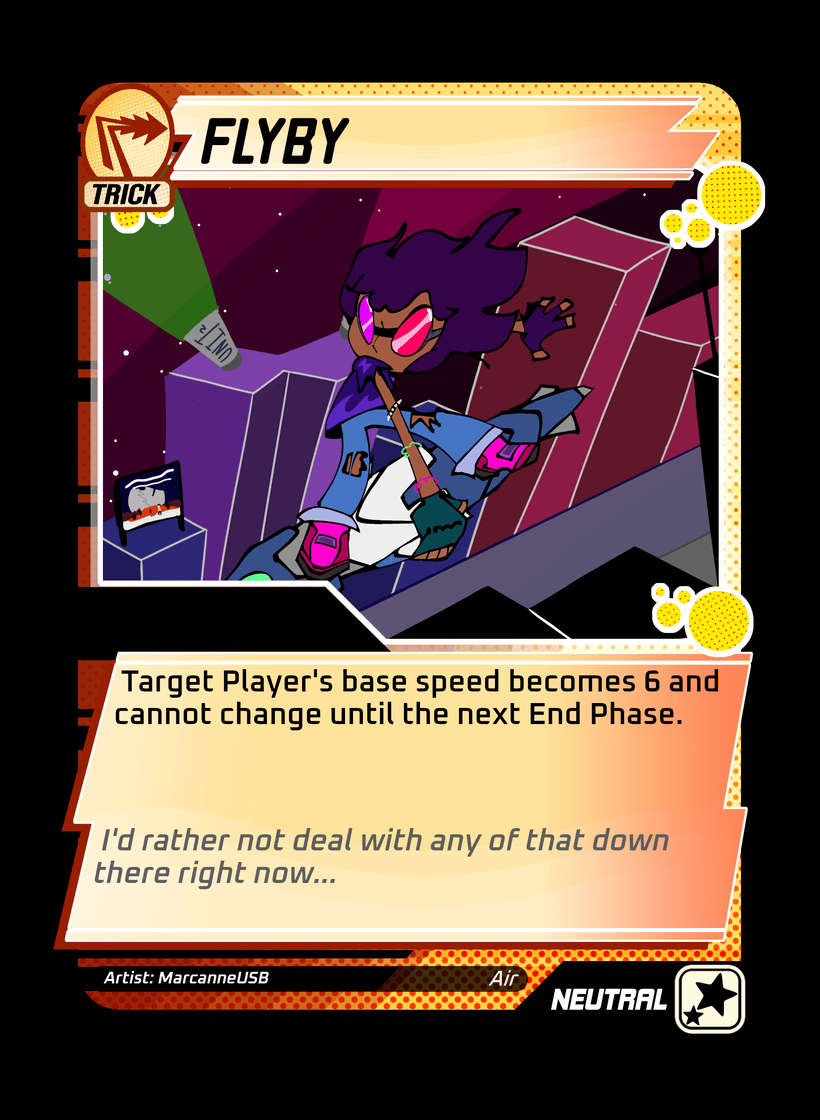 FLYBY
TRICK
UNIT 2
Target Player's base speed becomes 6 and
cannot change until the next End Phase.
I'd rather not deal with any of that down
there right now...
Artist: MarcanneUSB
Air
NEUTRAL